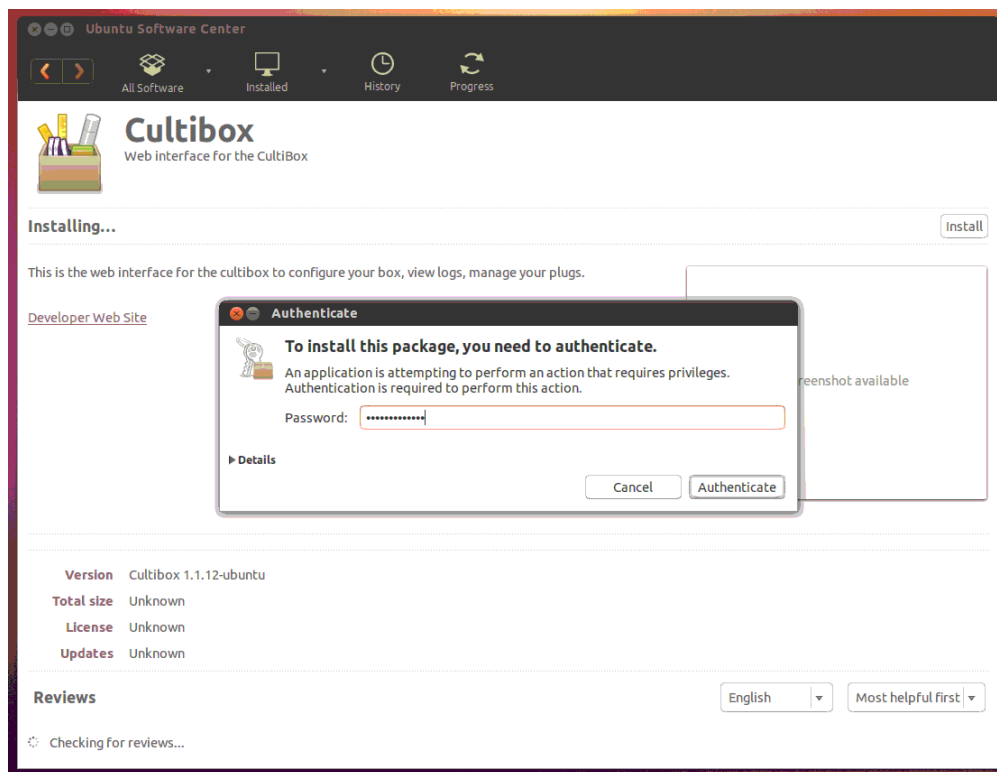 Ubuntu Software Center
All Software
Installed
History
Progress
Cultibox
Web interface for the CultiBox
Installing...
Install
This is the web interface for the cultibox to configure your box, view logs, manage your plugs.
Developer Web Site
Authenticate
To install this package, you need to authenticate.
An application is attempting to perform an action that requires privileges.
Authentication is required to perform this action.
reenshot available
Password: •••••••••••••
Details
Cancel
Authenticate
Version Cultibox 1.1.12-ubuntu
Total size Unknown
License Unknown
Updates Unknown
Reviews
English
Most helpful first
Checking for reviews...